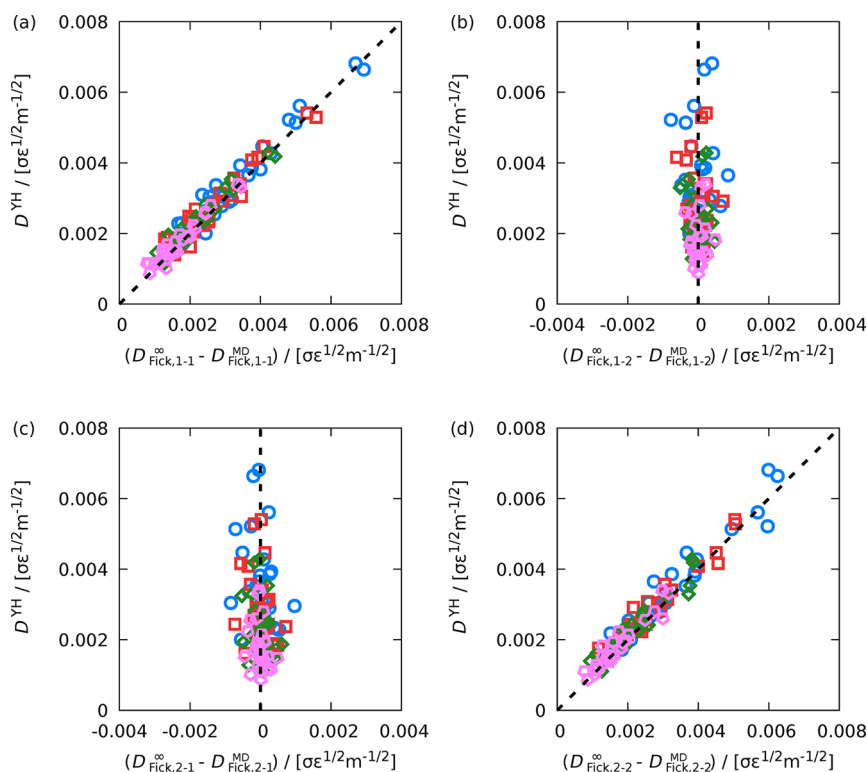 (a)
0.008
0.006
0.004
0.002
0
D^YH / [σε^1/2m^-1/2]
0 0.002 0.004 0.006 0.008
(D^∞_Fick,1-1 - D^MD_Fick,1-1) / [σε^1/2m^-1/2]
(b)
0.008
0.006
0.004
0.002
0
D^YH / [σε^1/2m^-1/2]
-0.004 -0.002 0 0.002 0.004
(D^∞_Fick,1-2 - D^MD_Fick,1-2) / [σε^1/2m^-1/2]
(c)
0.008
0.006
0.004
0.002
0
D^YH / [σε^1/2m^-1/2]
-0.004 -0.002 0 0.002 0.004
(D^∞_Fick,2-1 - D^MD_Fick,2-1) / [σε^1/2m^-1/2]
(d)
0.008
0.006
0.004
0.002
0
D^YH / [σε^1/2m^-1/2]
0 0.002 0.004 0.006 0.008
(D^∞_Fick,2-2 - D^MD_Fick,2-2) / [σε^1/2m^-1/2]